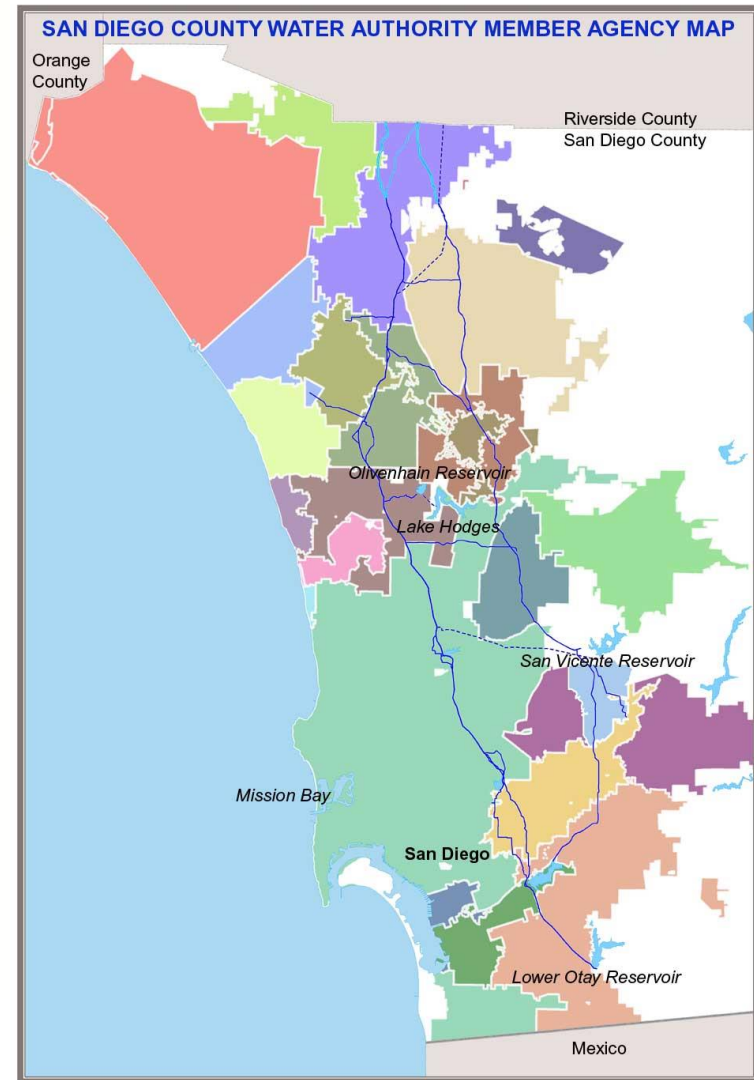 SAN DIEGO COUNTY WATER AUTHORITY MEMBER AGENCY MAP
Orange
County
Riverside County
San Diego County
Olivenhain Reservoir
Lake Hodges
San Vicente Reservoir
Mission Bay
San Diego
Lower Otay Reservoir
Mexico